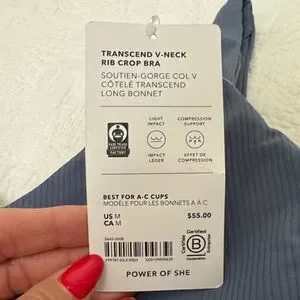 TRANSCEND V-NECK
RIB CROP BRA
SOUTIEN-GORGE COL V
CÔTELÉ TRANSCEND
LONG BONNET
LIGHT
IMPACT
COMPRESSION
SUPPORT
FAIR TRADE
CERTIFIED
FACTORY
IMPACT
LÉGER
EFFET DE
COMPRESSION
BEST FOR A-C CUPS
MODÈLE POUR LES BONNETS A À C
US M
CA M
$55.00
Certified
B
Corporation
POWER OF SHE